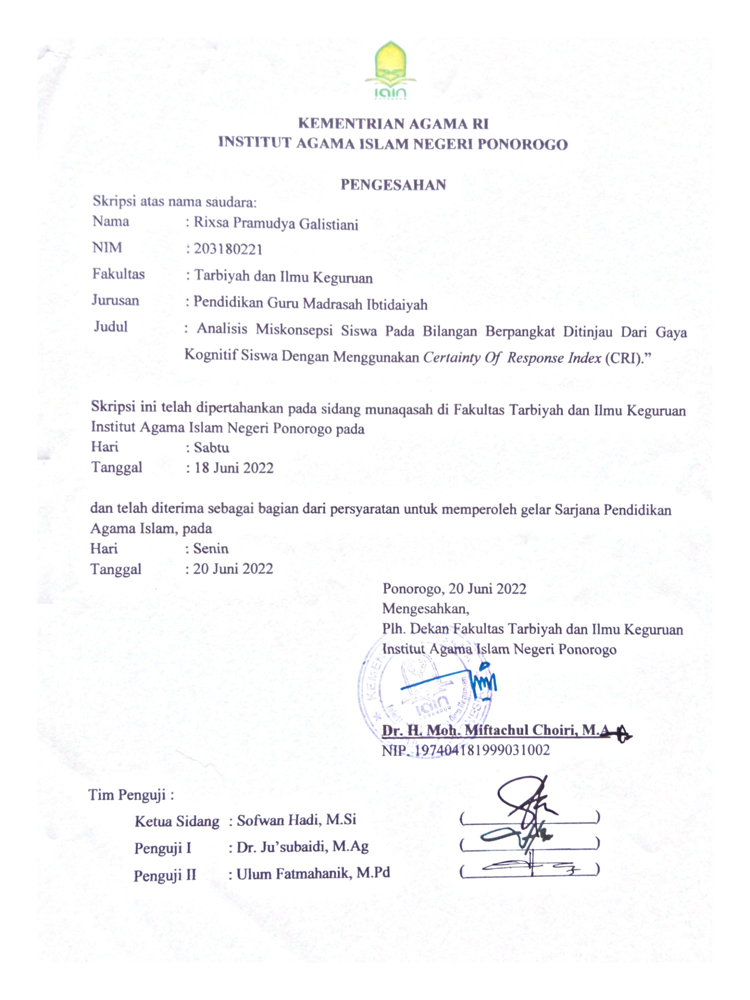 iain
PONOROGO
KEMENTRIAN AGAMA RI
INSTITUT AGAMA ISLAM NEGERI PONOROGO
PENGESAHAN
Skripsi atas nama saudara:
Nama : Rixsa Pramudya Galistiani
NIM : 203180221
Fakultas : Tarbiyah dan Ilmu Keguruan
Jurusan : Pendidikan Guru Madrasah Ibtidaiyah
Judul : Analisis Miskonsepsi Siswa Pada Bilangan Berpangkat Ditinjau Dari Gaya
Kognitif Siswa Dengan Menggunakan Certainty Of Response Index (CRI).”
Skripsi ini telah dipertahankan pada sidang munaqasah di Fakultas Tarbiyah dan Ilmu Keguruan
Institut Agama Islam Negeri Ponorogo pada
Hari : Sabtu
Tanggal : 18 Juni 2022
dan telah diterima sebagai bagian dari persyaratan untuk memperoleh gelar Sarjana Pendidikan
Agama Islam, pada
Hari : Senin
Tanggal : 20 Juni 2022
Ponorogo, 20 Juni 2022
Mengesahkan,
Plh. Dekan Fakultas Tarbiyah dan Ilmu Keguruan
Institut Agama Islam Negeri Ponorogo
iain
PONOROGO
Dr. H. Moh. Miftachul Choiri, M.A
NIP. 197404181999031002
Tim Penguji :
Ketua Sidang : Sofwan Hadi, M.Si ( )
Penguji I : Dr. Ju’subaidi, M.Ag ( )
Penguji II : Ulum Fatmahanik, M.Pd ( )